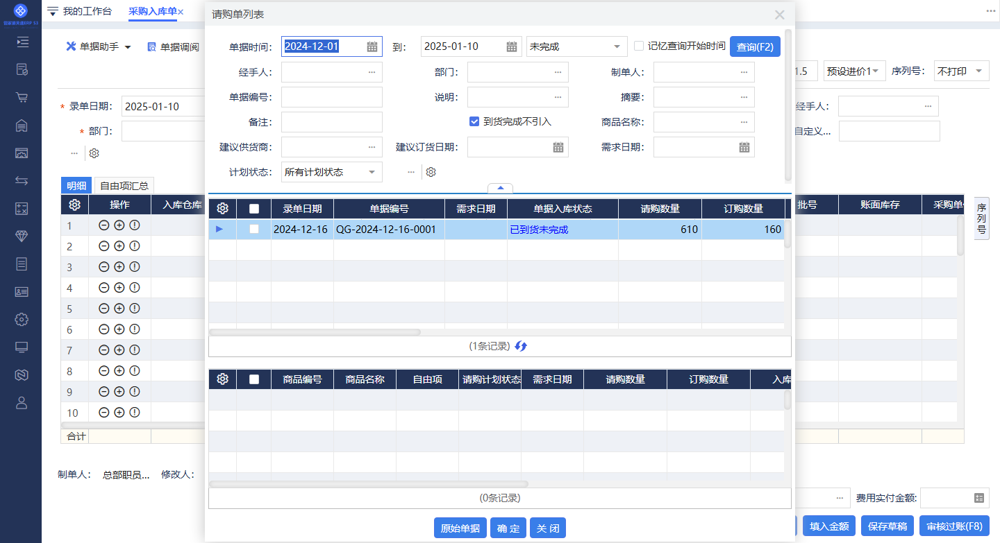 我的工作台 采购入库单
请购单列表
单据助手 单据调阅
单据时间: 2024-12-01 到: 2025-01-10 未完成 记忆查询开始时间 查询(F2)
经手人: 部门: 制单人:
单据编号: 说明: 摘要:
备注: 到货完成不引入 商品名称:
建议供货商: 建议订货日期: 需求日期:
计划状态: 所有计划状态
1.5 预设进价1 序列号: 不打印
* 录单日期: 2025-01-10 经手人:
* 部门: 自定义...
明细 自由项汇总
操作 入库仓库 批号 账面库存
序列号
1
2
3
4
5
6
7
8
9
10
合计
录单日期 单据编号 需求日期 单据入库状态 请购数量 订购数量
2024-12-16 QG-2024-12-16-0001 已到货未完成 610 160
(1条记录)
商品编号 商品名称 自由项 请购计划状态 需求日期 请购数量 订购数量 入库
(0条记录)
原始单据 确定 关闭
制单人: 总部职员... 修改人:
费用实付金额:
填入金额 保存草稿 审核过账(F8)